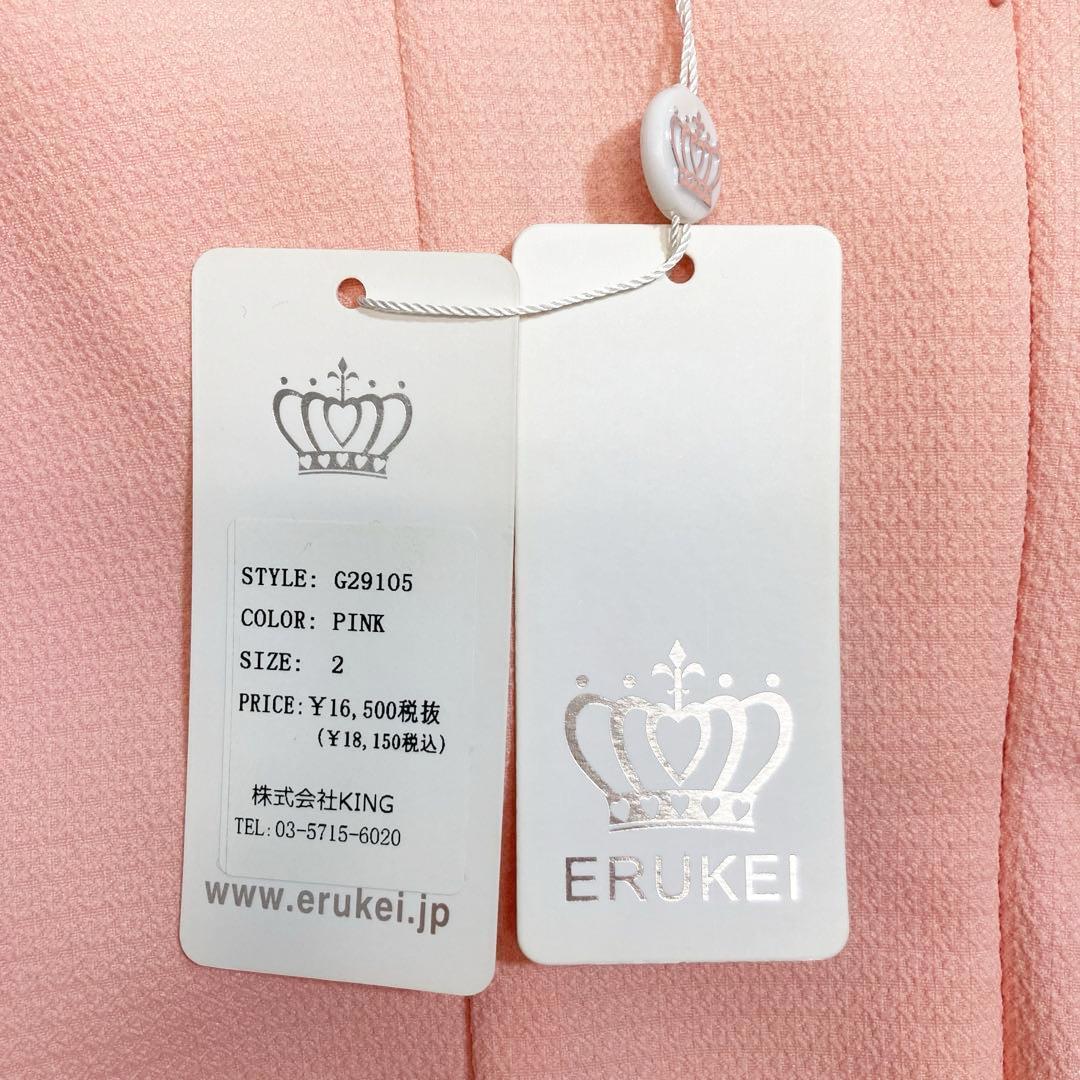 STYLE: G29105
COLOR: PINK
SIZE: 2
PRICE:¥16,500税抜
(¥18,150税込)
株式会社KING
TEL:03-5715-6020
www.erukei.jp
ERUKEI